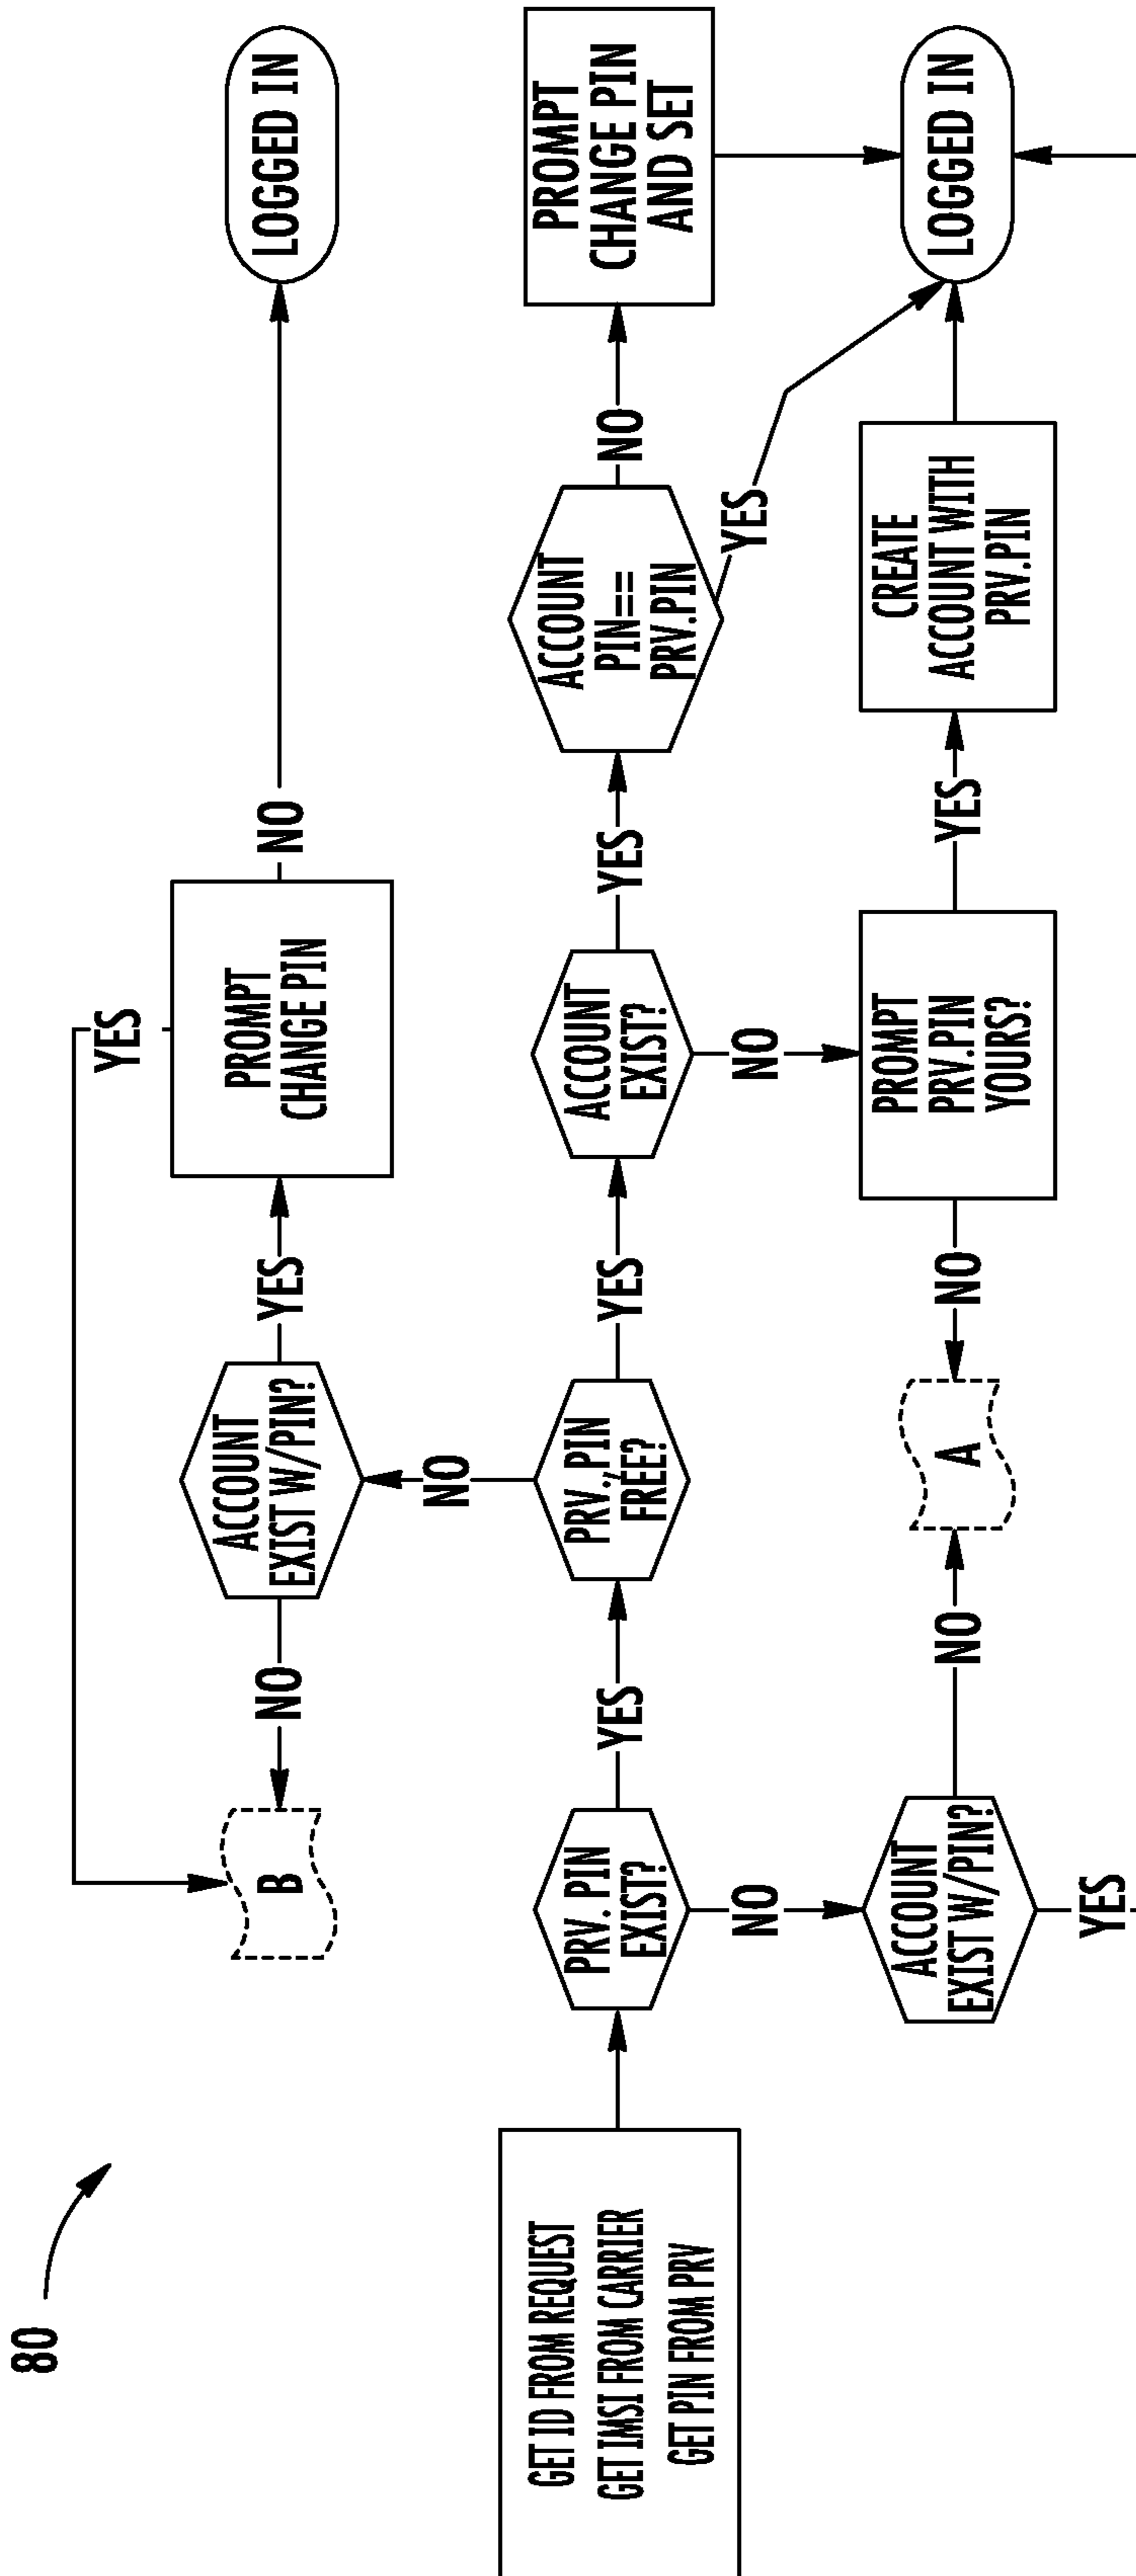 80
GET ID FROM REQUEST
GET IMSI FROM CARRIER
GET PIN FROM PRV
PRV. PIN
EXIST?
YES
NO
ACCOUNT
EXIST W/PIN?
YES
NO
A
PRV., PIN
FREE?
NO
YES
ACCOUNT
EXIST W/PIN?
NO
B
YES
PROMPT
CHANGE PIN
YES
NO
LOGGED IN
ACCOUNT
EXIST?
YES
NO
PROMPT
PRV.PIN
YOURS?
NO
YES
CREATE
ACCOUNT WITH
PRV.PIN
ACCOUNT
PIN==
PRV.PIN
YES
NO
PROMPT
CHANGE PIN
AND SET
LOGGED IN